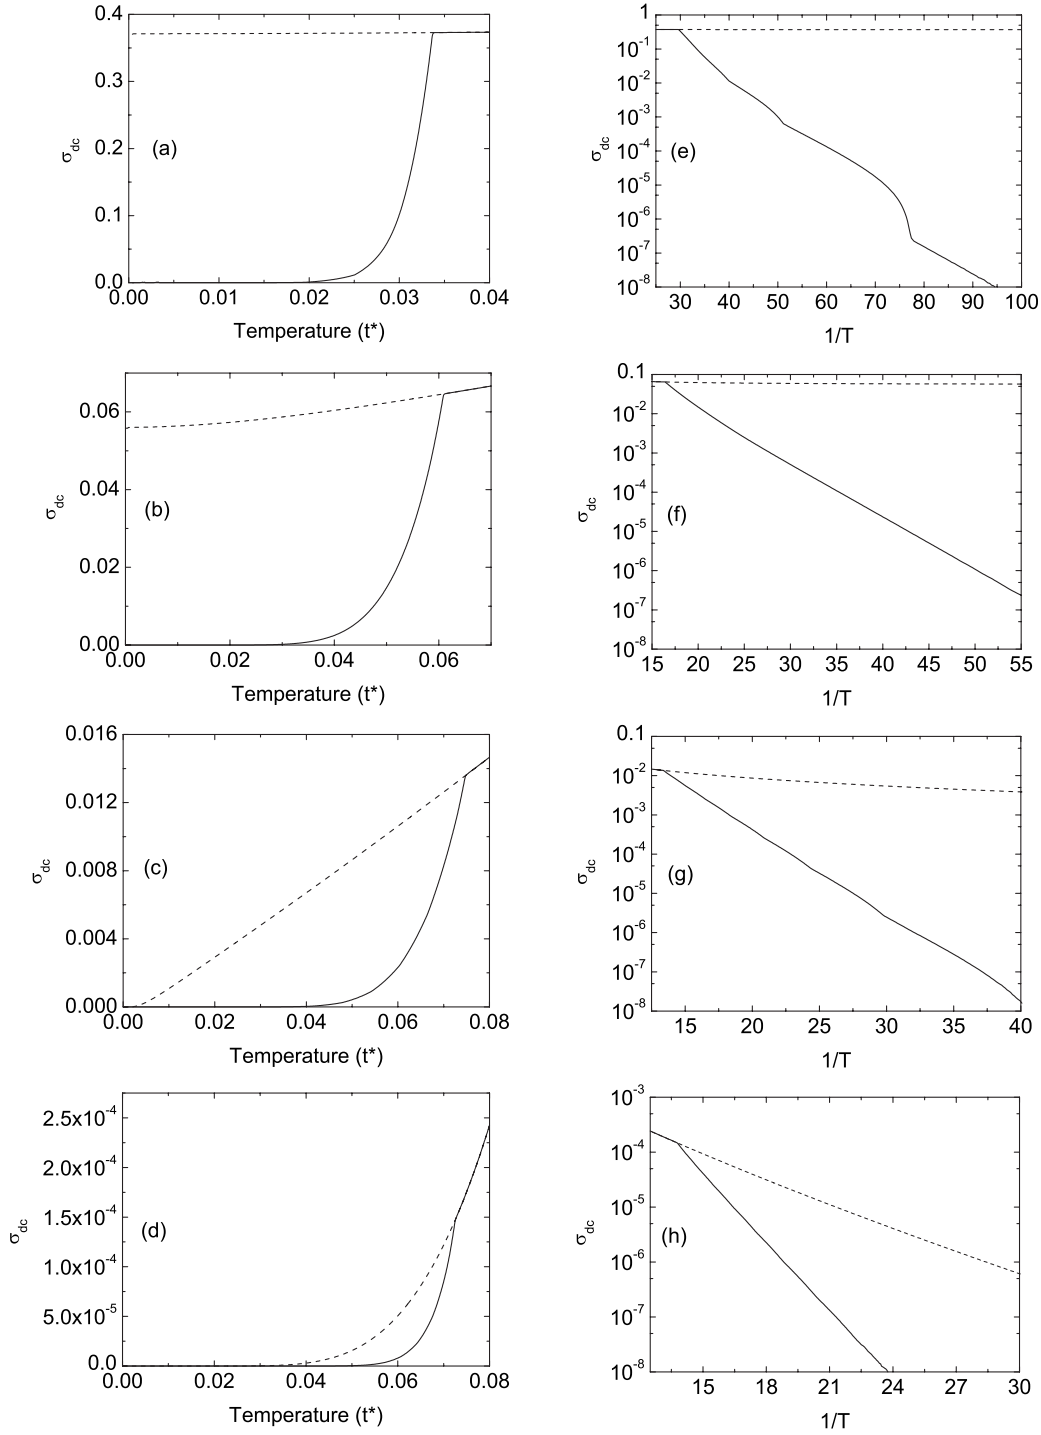 0.4
0.3
0.2
0.1
0.0
σdc
(a)
0.00 0.01 0.02 0.03 0.04
Temperature (t*)
1
10-1
10-2
10-3
10-4
10-5
10-6
10-7
10-8
σdc
(e)
30 40 50 60 70 80 90 100
1/T
0.06
0.04
0.02
0.00
σdc
(b)
0.00 0.02 0.04 0.06
Temperature (t*)
0.1
10-2
10-3
10-4
10-5
10-6
10-7
10-8
σdc
(f)
15 20 25 30 35 40 45 50 55
1/T
0.016
0.012
0.008
0.004
0.000
σdc
(c)
0.00 0.02 0.04 0.06 0.08
Temperature (t*)
0.1
10-2
10-3
10-4
10-5
10-6
10-7
10-8
σdc
(g)
15 20 25 30 35 40
1/T
2.5x10-4
2.0x10-4
1.5x10-4
1.0x10-4
5.0x10-5
0.0
σdc
(d)
0.00 0.02 0.04 0.06 0.08
Temperature (t*)
10-3
10-4
10-5
10-6
10-7
10-8
σdc
(h)
15 18 21 24 27 30
1/T